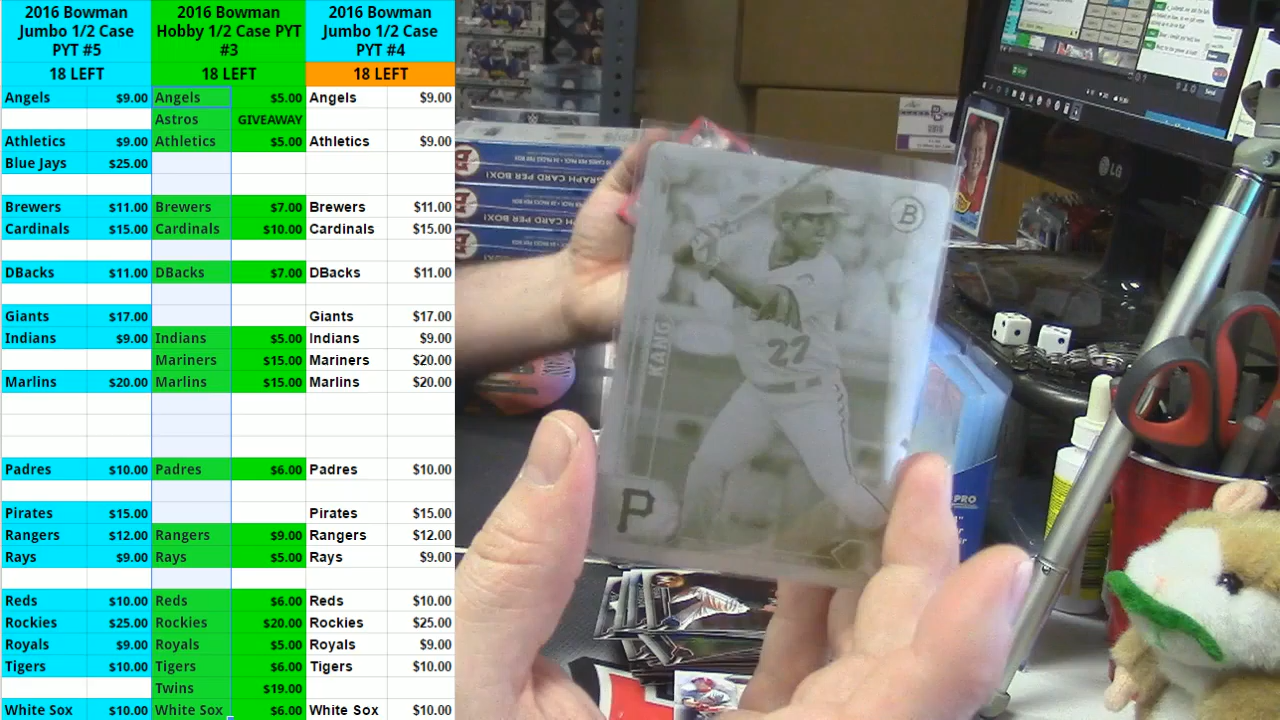 2016 Bowman Jumbo 1/2 Case PYT #5
18 LEFT
Angels $9.00
Athletics $9.00
Blue Jays $25.00
Brewers $11.00
Cardinals $15.00
DBacks $11.00
Giants $17.00
Indians $9.00
Marlins $20.00
Padres $10.00
Pirates $15.00
Rangers $12.00
Rays $9.00
Reds $10.00
Rockies $25.00
Royals $9.00
Tigers $10.00
White Sox $10.00
2016 Bowman Hobby 1/2 Case PYT #3
18 LEFT
Angels $5.00
Astros GIVEAWAY
Athletics $5.00
Brewers $7.00
Cardinals $10.00
DBacks $7.00
Indians $5.00
Mariners $15.00
Marlins $15.00
Padres $6.00
Rangers $9.00
Rays $5.00
Reds $6.00
Rockies $20.00
Royals $5.00
Tigers $6.00
Twins $19.00
White Sox $6.00
2016 Bowman Jumbo 1/2 Case PYT #4
18 LEFT
Angels $9.00
Athletics $9.00
Brewers $11.00
Cardinals $15.00
DBacks $11.00
Giants $17.00
Indians $9.00
Mariners $20.00
Marlins $20.00
Padres $10.00
Pirates $15.00
Rangers $12.00
Rays $9.00
Reds $10.00
Rockies $25.00
Royals $9.00
Tigers $10.00
White Sox $10.00
B
KANG
27
P
GRAPH CARD PER BOX!
GRAPH CARD PER BOX!
LG
PRO